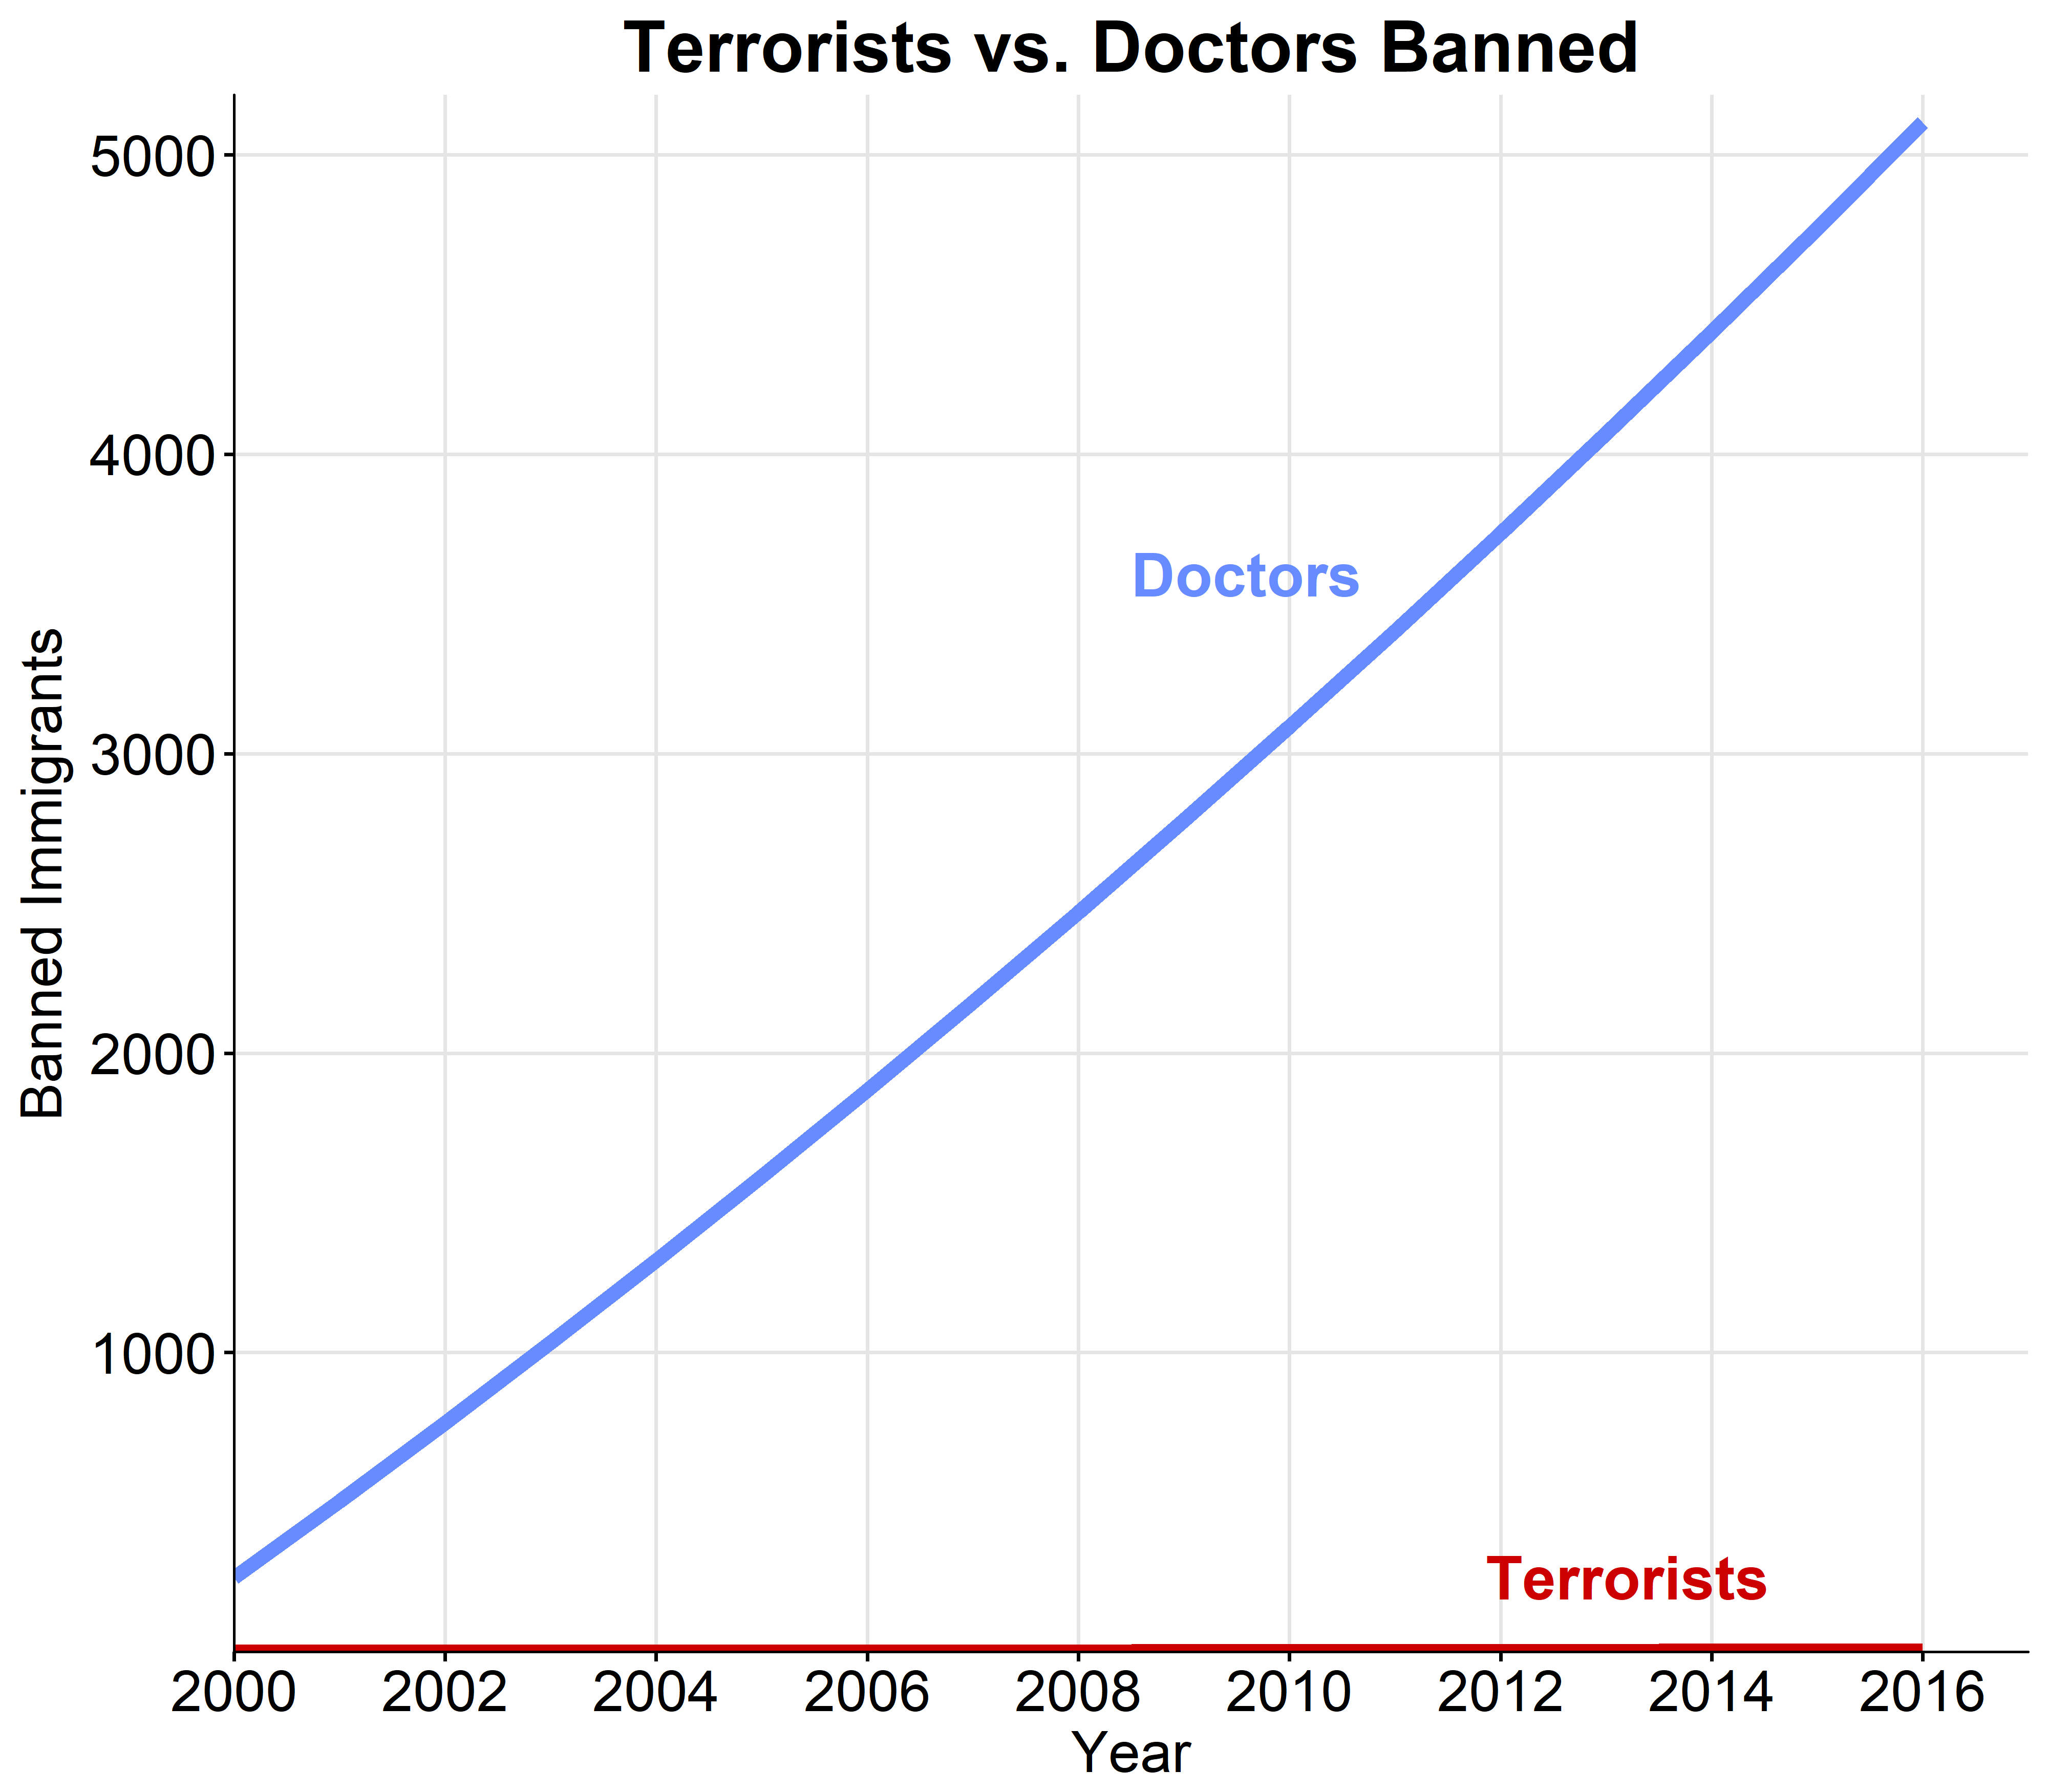 Terrorists vs. Doctors Banned
5000
4000
3000
2000
1000
Banned Immigrants
Doctors
Terrorists
2000 2002 2004 2006 2008 2010 2012 2014 2016
Year